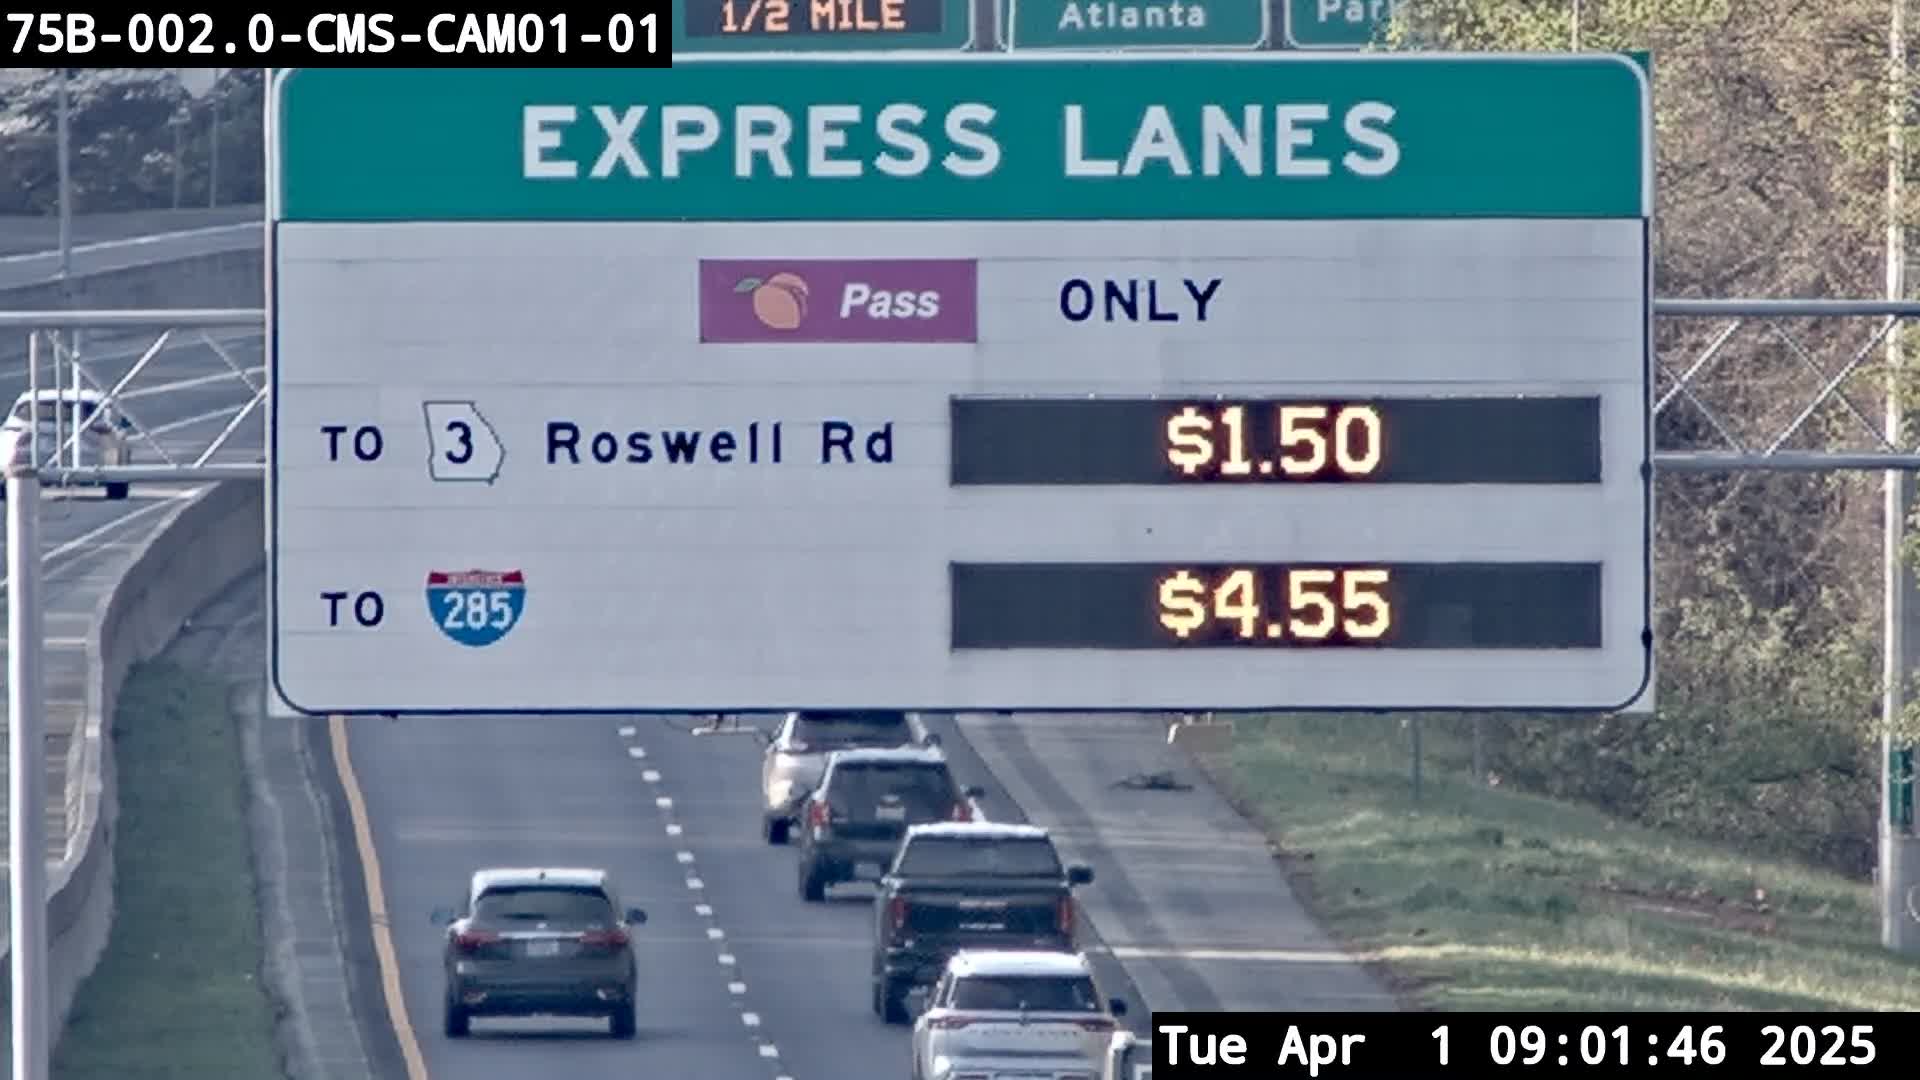 75B-002.0-CMS-CAM01-01
1/2 MILE
Atlanta
EXPRESS LANES
Pass ONLY
TO 3 Roswell Rd $1.50
TO 285 $4.55
Tue Apr 1 09:01:46 2025